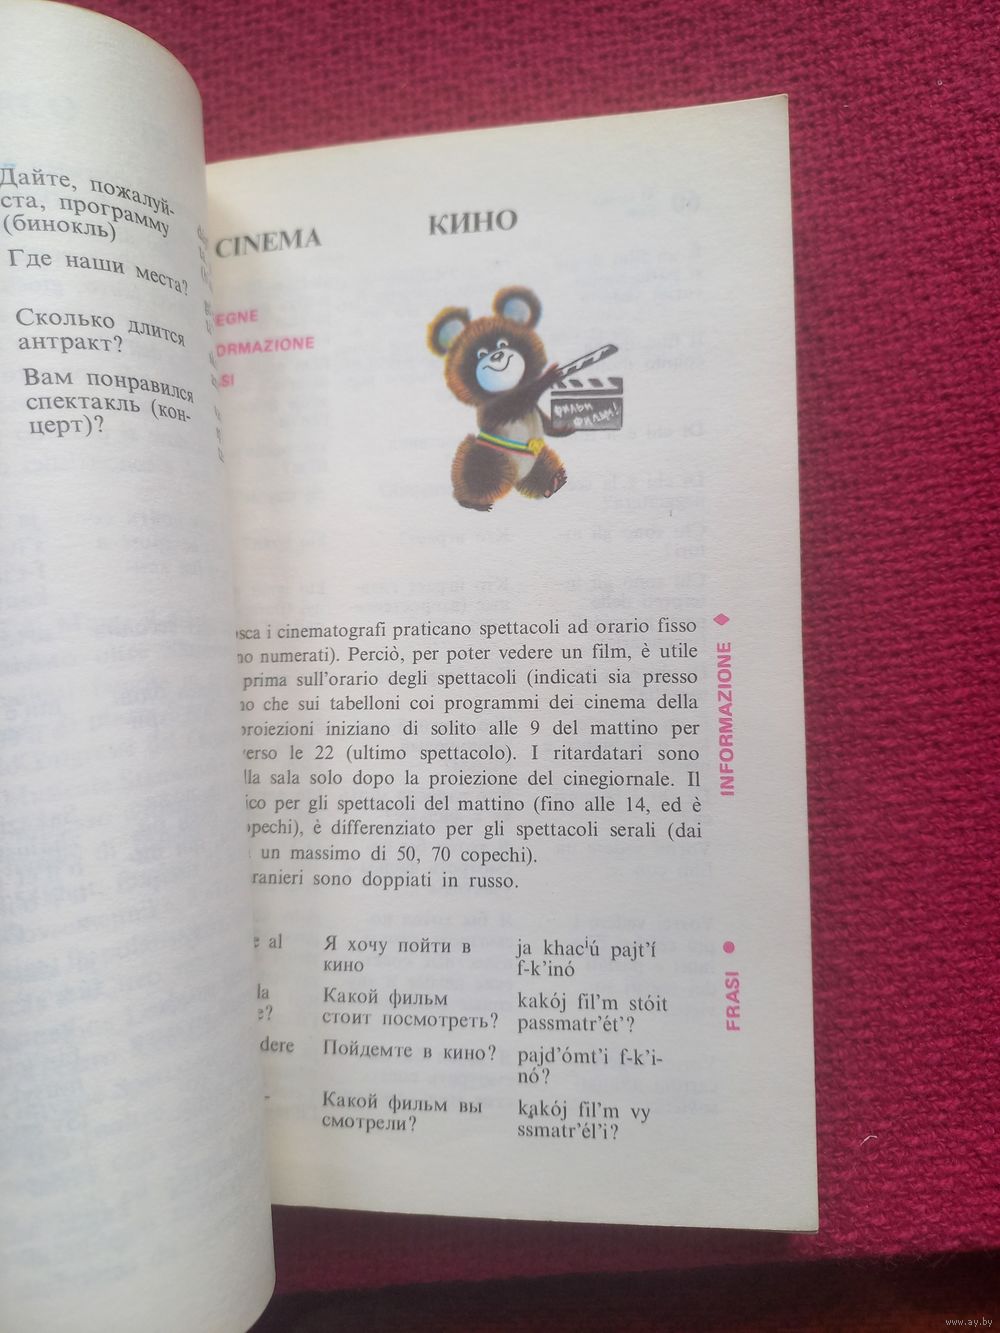 Дайте, пожалуй-
ста, программу
(бинокль)
Где наши места?
Сколько длится
антракт?
Вам понравился
спектакль (кон-
церт)?
CINEMA КИНО
EGNE
ORMAZIONE
SI
ФИЛЬМ
ФИЛЬМ!
sca i cinematografi praticano spettacoli ad orario fisso
no numerati). Perciò, per poter vedere un film, è utile
prima sull'orario degli spettacoli (indicati sia presso
no che sui tabelloni coi programmi dei cinema della
proiezioni iniziano di solito alle 9 del mattino per
verso le 22 (ultimo spettacolo). I ritardatari sono
lla sala solo dopo la proiezione del cinegiornale. Il
ico per gli spettacoli del mattino (fino alle 14, ed è
opechi), è differenziato per gli spettacoli serali (dai
un massimo di 50, 70 copechi).
ranieri sono doppiati in russo.
INFORMAZIONE
e al Я хочу пойти в ja khacⁱú pajt'í
кино f-k'inó
la Какой фильм kakój fil'm stóit
e? стоит посмотреть? passmatr'ét'?
dere Пойдемте в кино? pajd'ómt'i f-k'i-
nó?
- Какой фильм вы kakój fil'm vy
смотрели? ssmatr'él'i?
FRASI
www.ay.by